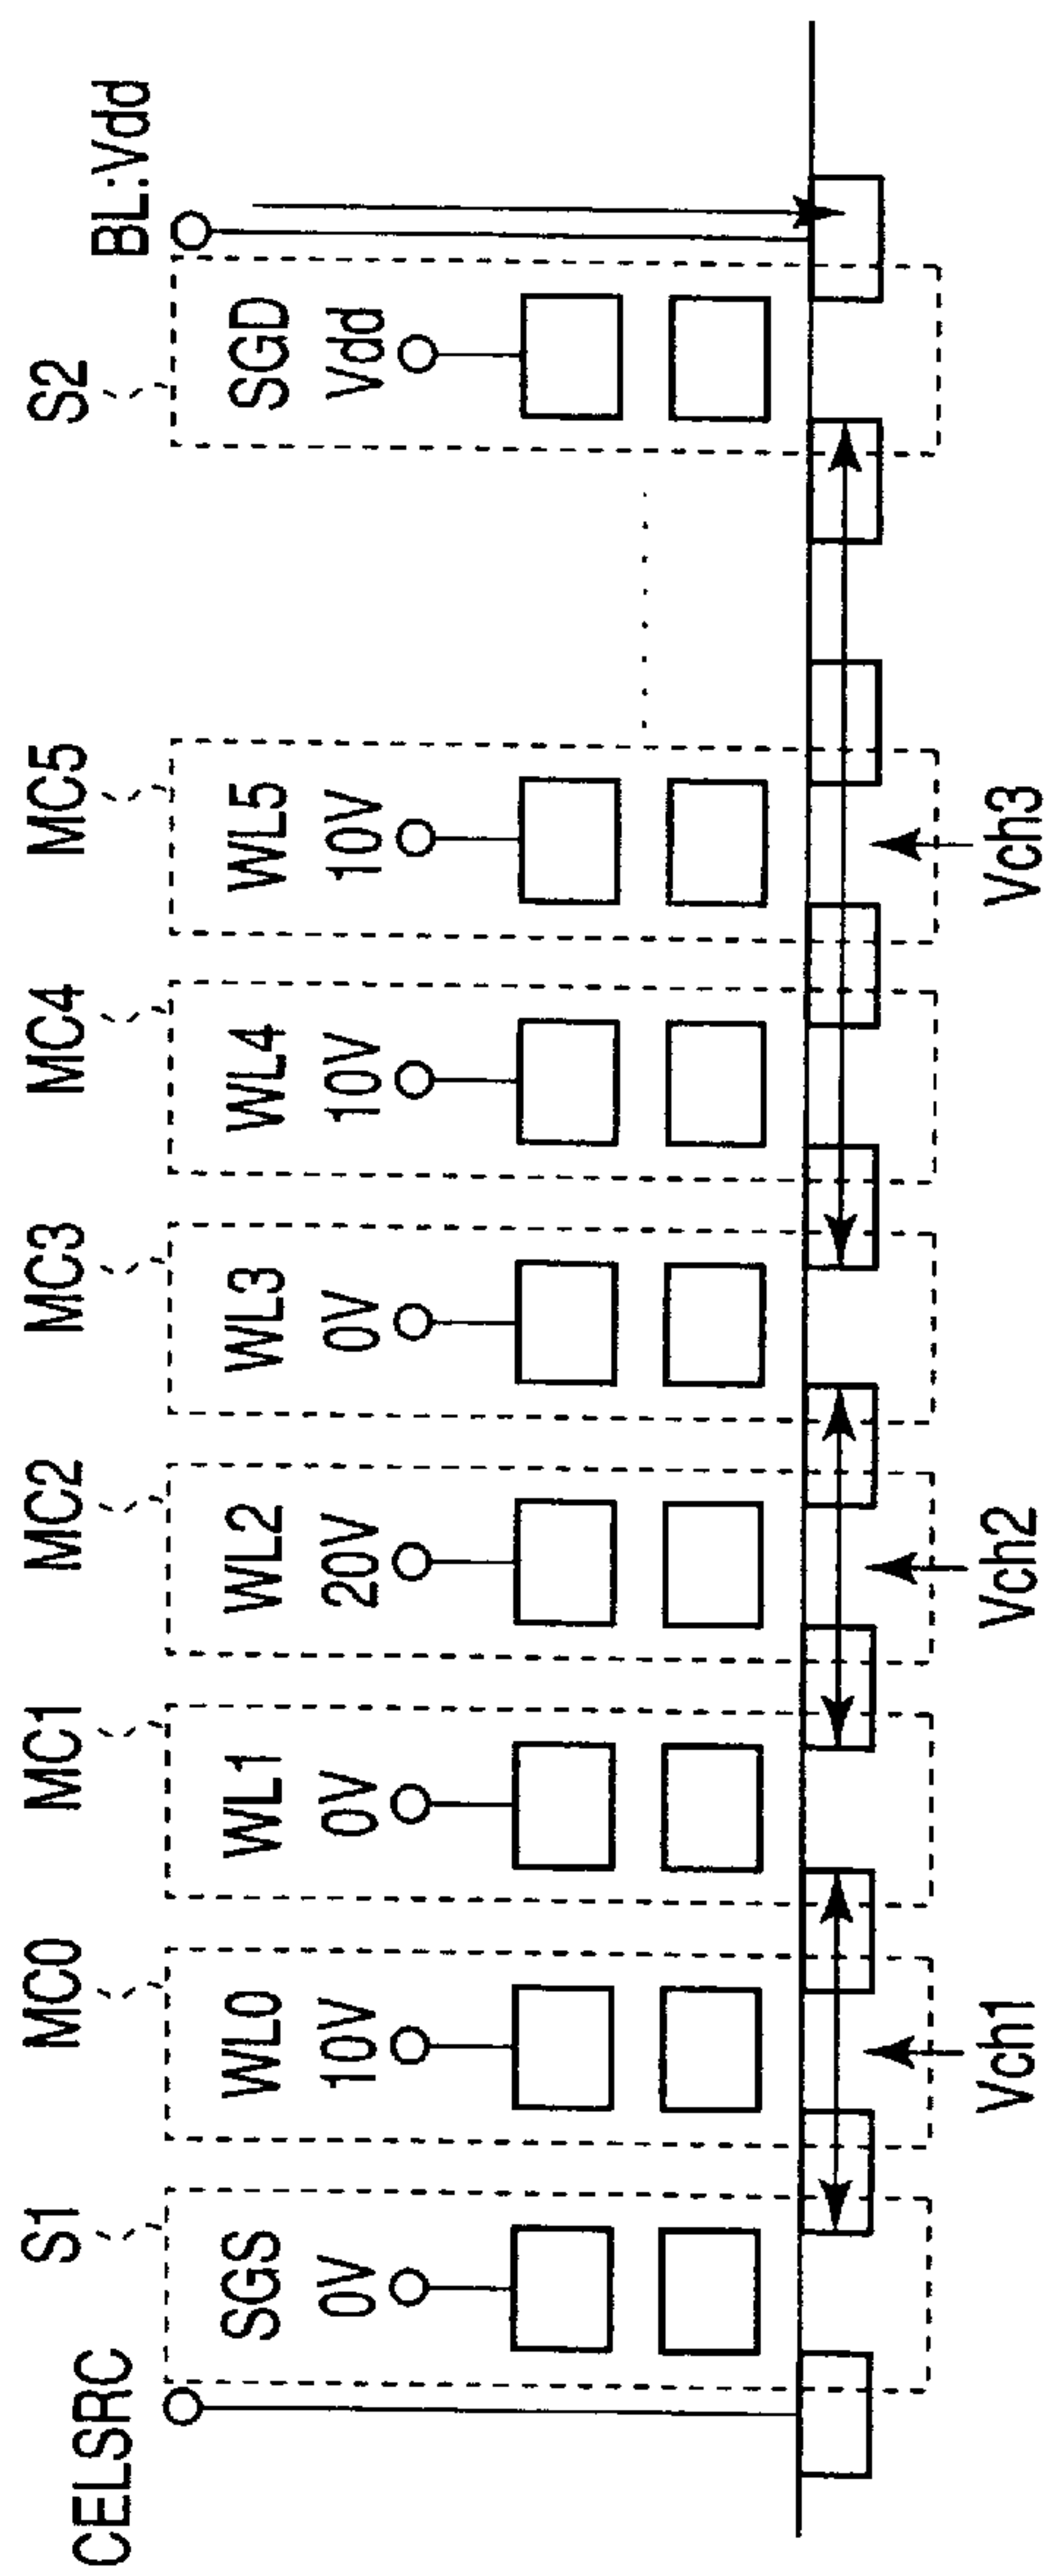 S1
MC0
MC1
MC2
MC3
MC4
MC5
S2
CELSRC
BL:Vdd
SGS
WL0
WL1
WL2
WL3
WL4
WL5
SGD
0V
10V
0V
20V
0V
10V
10V
Vdd
Vch1
Vch2
Vch3